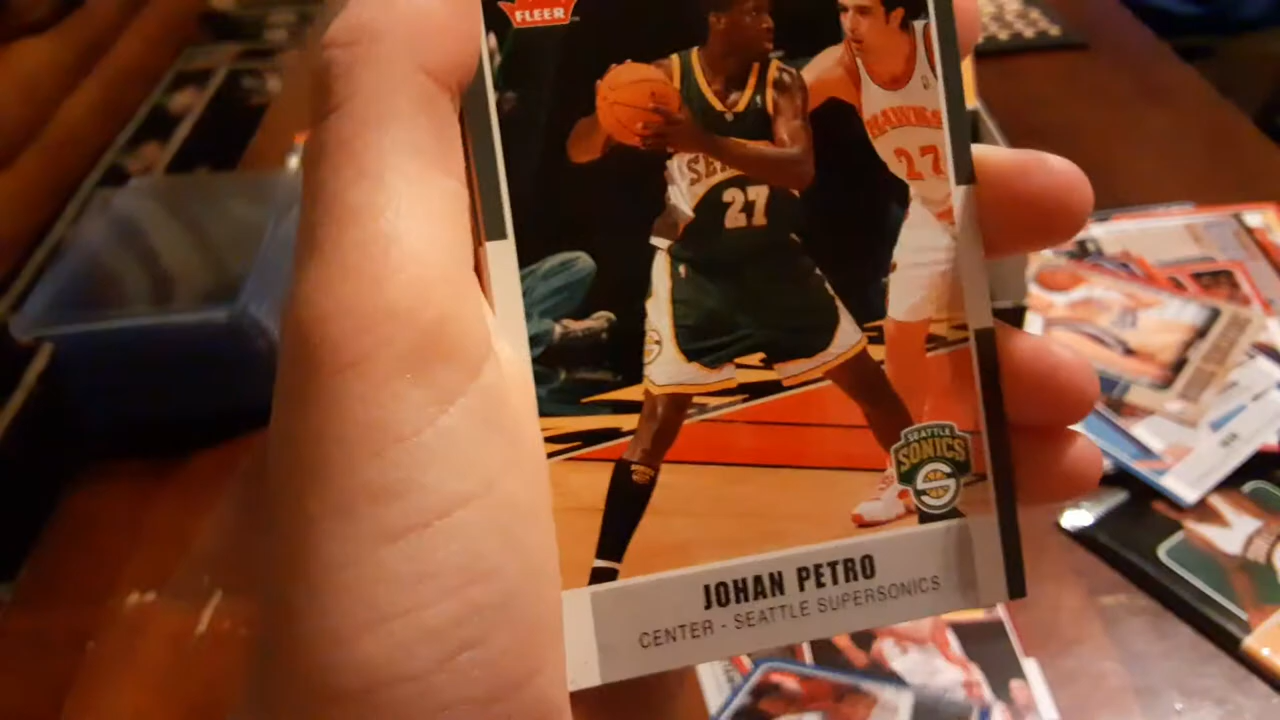 FLEER
HAWKS
27
SE
27
SEATTLE
SONICS
JOHAN PETRO
CENTER - SEATTLE SUPERSONICS